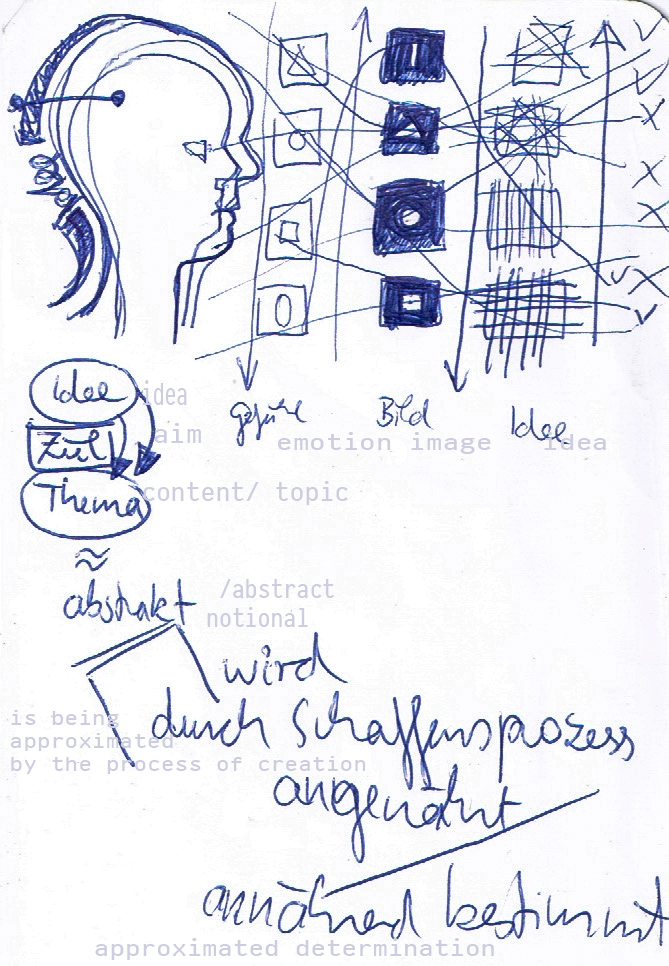 Idee idea
Ziel aim
Thema content/ topic
Gefühl Bild Idee
emotion image idea
≈
abstrakt /abstract
notional
wird
durch Schaffensprozess
is being
approximated
by the process of creation
angenährt
annähernd bestimmt
approximated determination